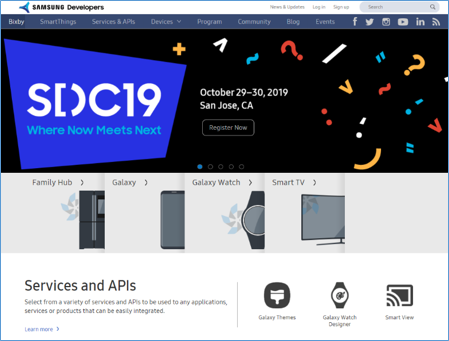 SAMSUNG Developers
News & Updates Log in Sign up Search
Bixby SmartThings Services & APIs Devices Program Community Blog Events
SDC19
Where Now Meets Next
October 29–30, 2019
San Jose, CA
Register Now
Family Hub Galaxy Galaxy Watch Smart TV
Services and APIs
Select from a variety of services and APIs to be used to any applications,
services or products that can be easily integrated.
Learn more
Galaxy Themes Galaxy Watch Designer Smart View